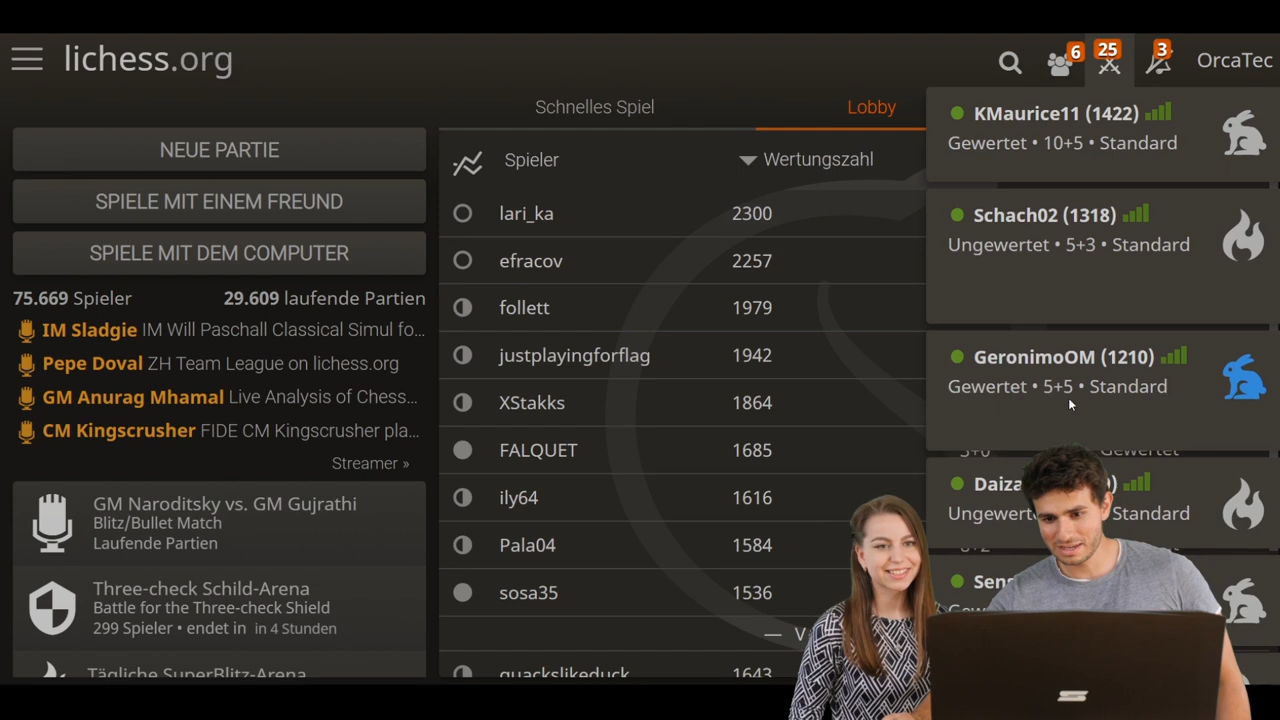 lichess.org
6
25
3
OrcaTec
Schnelles Spiel
Lobby
NEUE PARTIE
SPIELE MIT EINEM FREUND
SPIELE MIT DEM COMPUTER
75.669 Spieler
29.609 laufende Partien
IM Sladgie IM Will Paschall Classical Simul fo...
Pepe Doval ZH Team League on lichess.org
GM Anurag Mhamal Live Analysis of Chess...
CM Kingscrusher FIDE CM Kingscrusher pla...
Streamer »
GM Naroditsky vs. GM Gujrathi
Blitz/Bullet Match
Laufende Partien
Three-check Schild-Arena
Battle for the Three-check Shield
299 Spieler • endet in in 4 Stunden
Tägliche SuperBlitz-Arena
Spieler
Wertungszahl
lari_ka 2300
efracov 2257
follett 1979
justplayingforflag 1942
XStakks 1864
FALQUET 1685
ily64 1616
Pala04 1584
sosa35 1536
quackslikeduck 1643
KMaurice11 (1422)
Gewertet • 10+5 • Standard
Schach02 (1318)
Ungewertet • 5+3 • Standard
GeronimoOM (1210)
Gewertet • 5+5 • Standard
Gewertet
Standard